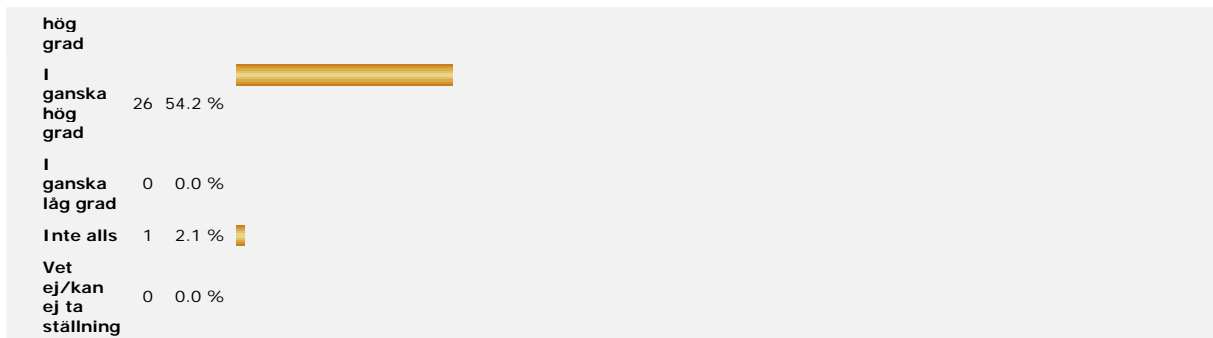 hög
grad
I
ganska
hög
grad
26 54.2 %
I
ganska
låg grad
0 0.0 %
Inte alls 1 2.1 %
Vet
ej/kan
ej ta
ställning
0 0.0 %